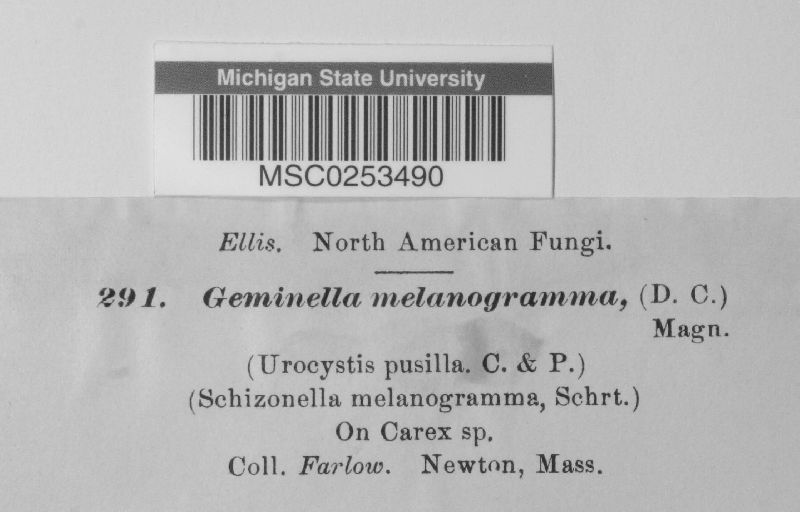 Michigan State University
MSC0253490
Ellis. North American Fungi.
291. Geminella melanogramma, (D. C.)
Magn.
(Urocystis pusilla. C. & P.)
(Schizonella melanogramma, Schrt.)
On Carex sp.
Coll. Farlow. Newton, Mass.